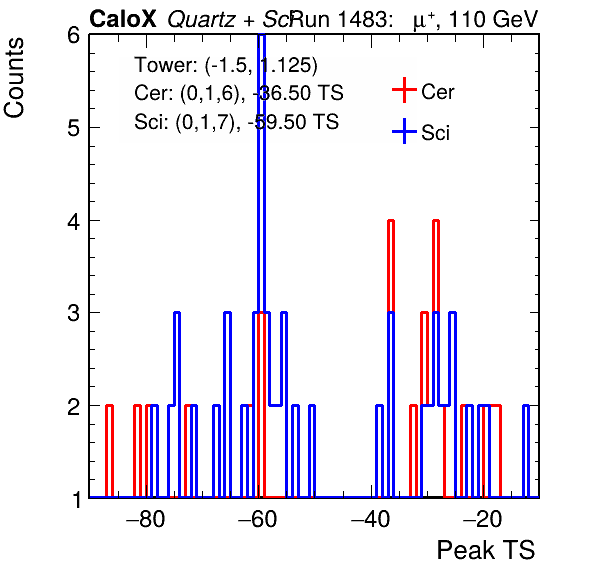 CaloX Quartz + Sci Run 1483: μ⁺, 110 GeV
Counts
Tower: (-1.5, 1.125)
Cer: (0,1,6), -36.50 TS
Sci: (0,1,7), -59.50 TS
Cer
Sci
6
5
4
3
2
1
−80 −60 −40 −20
Peak TS